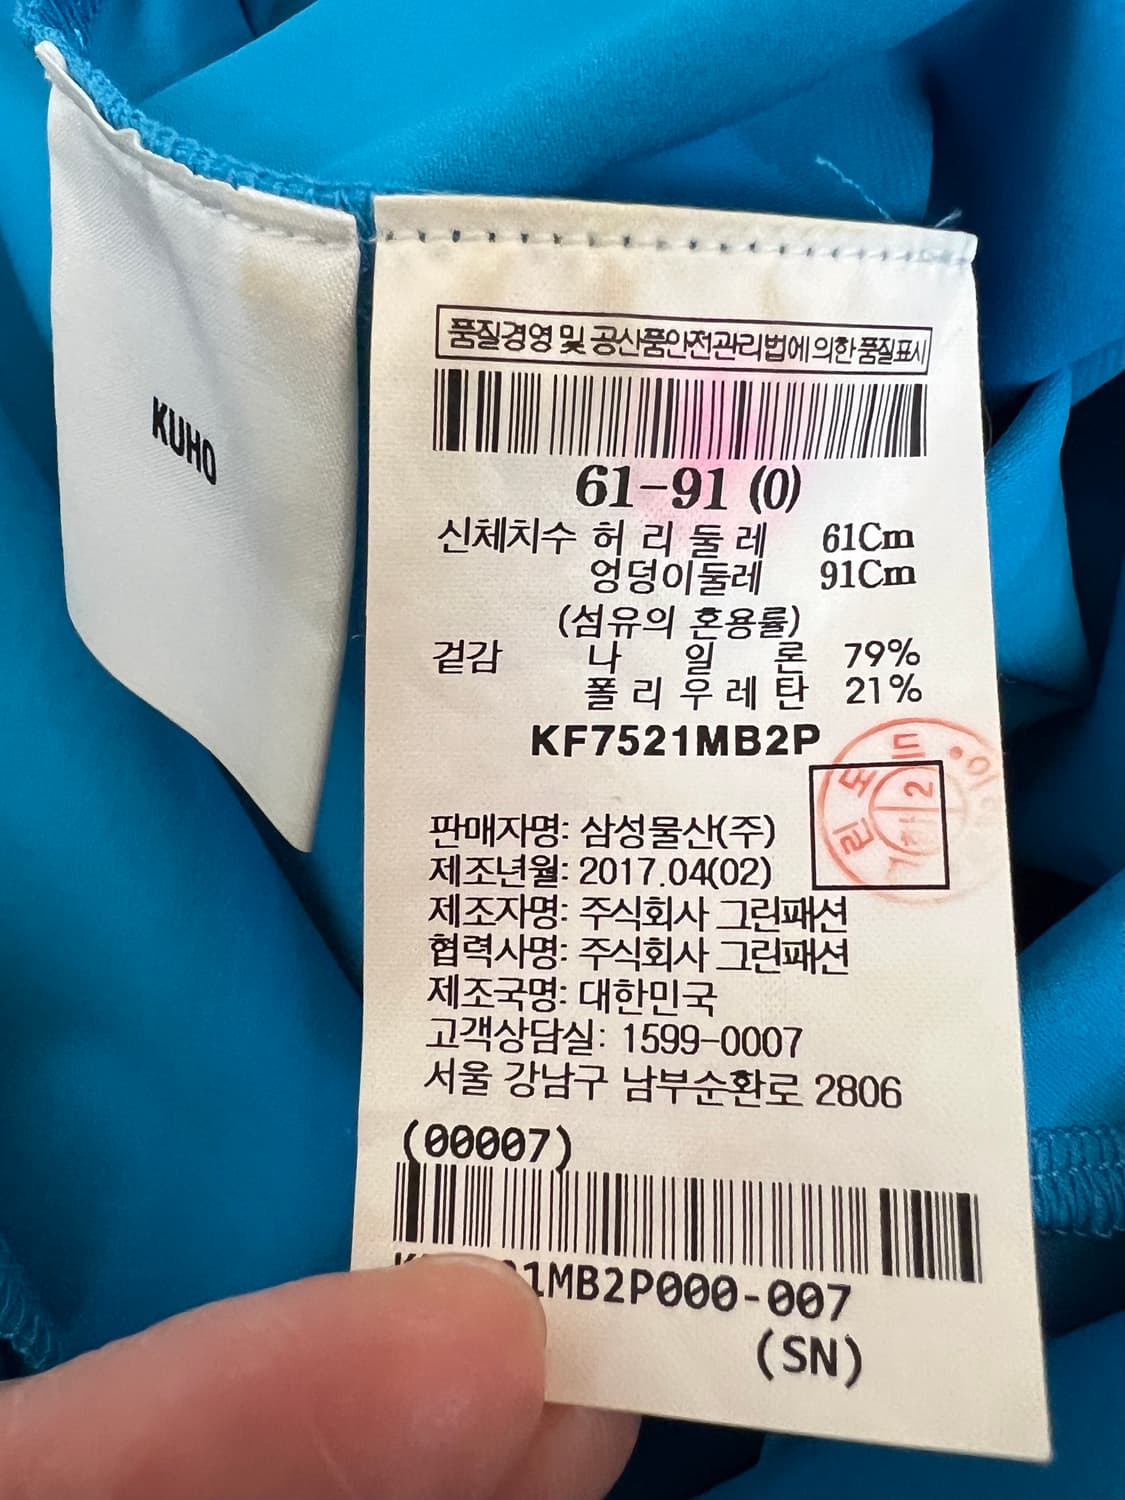 KUHO
품질경영 및 공산품안전관리법에 의한 품질표시
61-91 (0)
신체치수 허리둘레 61Cm
엉덩이둘레 91Cm
(섬유의 혼용률)
겉감 나일론 79%
폴리우레탄 21%
KF7521MB2P
판매자명: 삼성물산(주)
제조년월: 2017.04(02)
제조자명: 주식회사 그린패션
협력사명: 주식회사 그린패션
제조국명: 대한민국
고객상담실: 1599-0007
서울 강남구 남부순환로 2806
(00007)
1MB2P000-007
(SN)